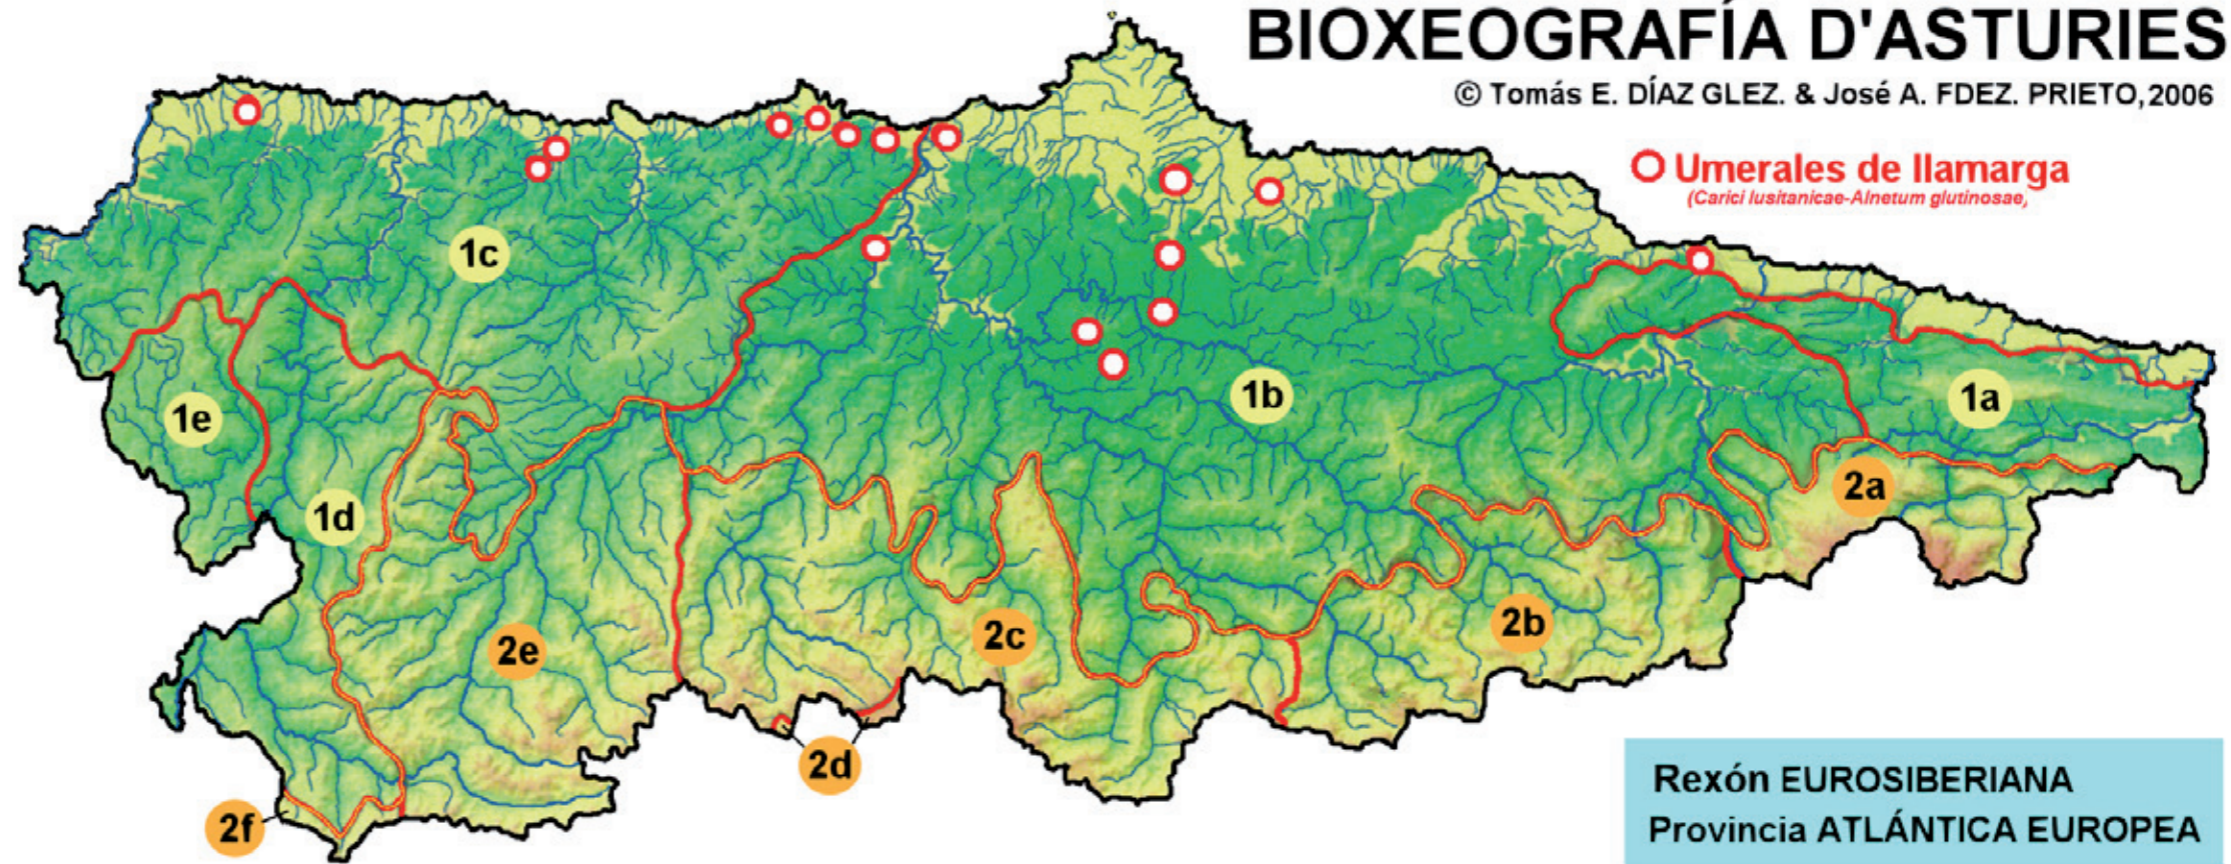 BIOXEOGRAFÍA D'ASTURIES
© Tomás E. DÍAZ GLEZ. & José A. FDEZ. PRIETO, 2006
Umerales de llamarga
(Carici lusitanicae-Alnetum glutinosae,
1c
1b
1a
1e
1d
2a
2e
2c
2b
2d
2f
Rexón EUROSIBERIANA
Provincia ATLÁNTICA EUROPEA